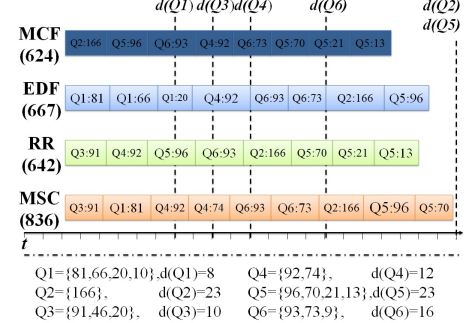 d(Q1) d(Q3) d(Q4) d(Q6) d(Q2)
d(Q5)
MCF
(624)
Q2:166 Q5:96 Q6:93 Q4:92 Q6:73 Q5:70 Q5:21 Q5:13
EDF
(667)
Q1:81 Q1:66 Q1:20 Q4:92 Q6:93 Q6:73 Q2:166 Q5:96
RR
(642)
Q3:91 Q4:92 Q5:96 Q6:93 Q2:166 Q5:70 Q5:21 Q5:13
MSC
(836)
Q3:91 Q1:81 Q4:92 Q4:74 Q6:93 Q6:73 Q2:166 Q5:96 Q5:70
t
Q1={81,66,20,10},d(Q1)=8 Q4={92,74}, d(Q4)=12
Q2={166}, d(Q2)=23 Q5={96,70,21,13},d(Q5)=23
Q3={91,46,20}, d(Q3)=10 Q6={93,73,9}, d(Q6)=16